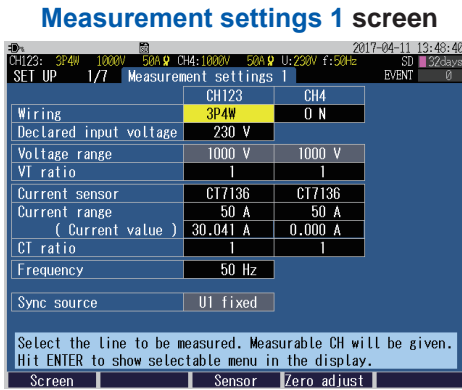 Measurement settings 1 screen
2017-04-11 13:48:40
CH123: 3P4W 1000V 50A CH4:1000V 50A U:230V f:50Hz SD 32days
SET UP 1/7 Measurement settings 1 EVENT 0
CH123 CH4
Wiring 3P4W ON
Declared input voltage 230 V
Voltage range 1000 V 1000 V
VT ratio 1 1
Current sensor CT7136 CT7136
Current range 50 A 50 A
( Current value ) 30.041 A 0.000 A
CT ratio 1 1
Frequency 50 Hz
Sync source U1 fixed
Select the line to be measured. Measurable CH will be given.
Hit ENTER to show selectable menu in the display.
Screen Sensor Zero adjust